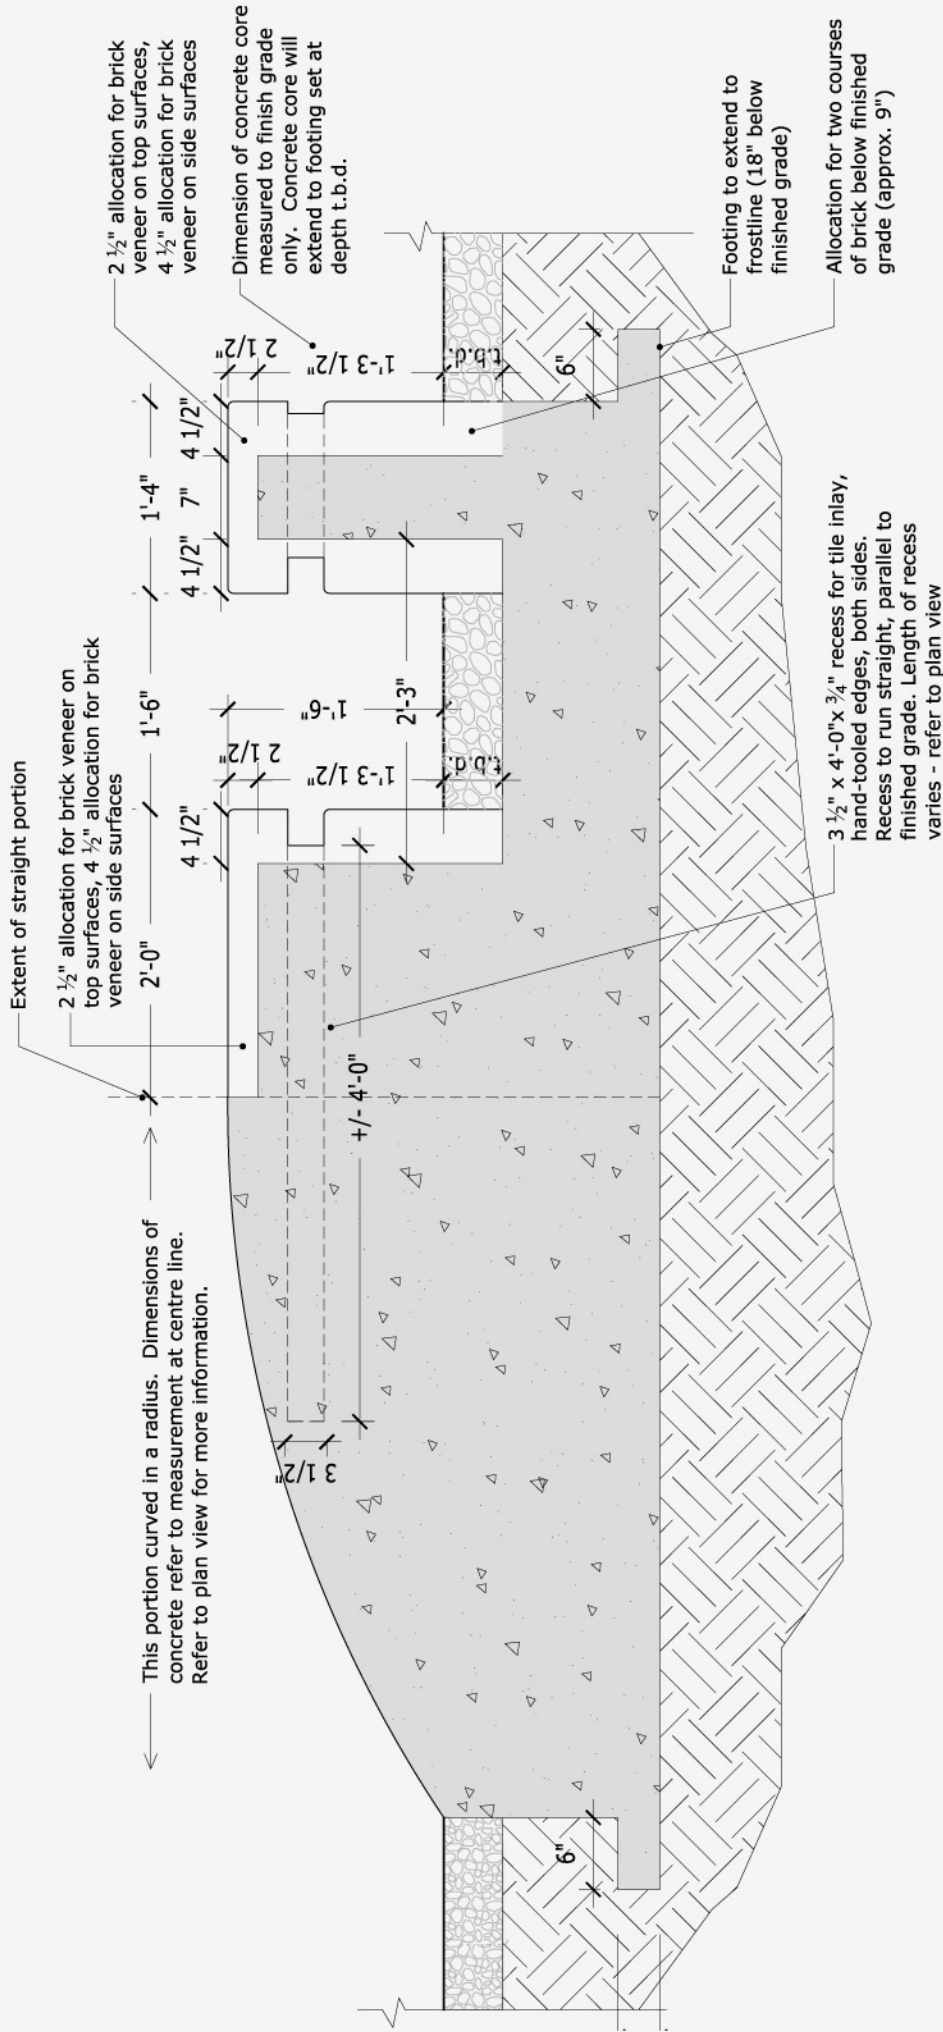 Extent of straight portion
2 ½" allocation for brick veneer on
top surfaces, 4 ½" allocation for brick
veneer on side surfaces
This portion curved in a radius. Dimensions of
concrete refer to measurement at centre line.
Refer to plan view for more information.
2 ½" allocation for brick
veneer on top surfaces,
4 ½" allocation for brick
veneer on side surfaces
Dimension of concrete core
measured to finish grade
only. Concrete core will
extend to footing set at
depth t.b.d.
2'-0"
1'-6"
1'-4"
4 1/2"
4 1/2"
7"
4 1/2"
2 1/2"
1'-3 1/2"
t.b.d.
1'-6"
2'-3"
2 1/2"
1'-3 1/2"
t.b.d.
+/- 4'-0"
3 1/2"
6"
6"
Footing to extend to
frostline (18" below
finished grade)
Allocation for two courses
of brick below finished
grade (approx. 9")
3 ½" x 4'-0"x ¾" recess for tile inlay,
hand-tooled edges, both sides.
Recess to run straight, parallel to
finished grade. Length of recess
varies - refer to plan view